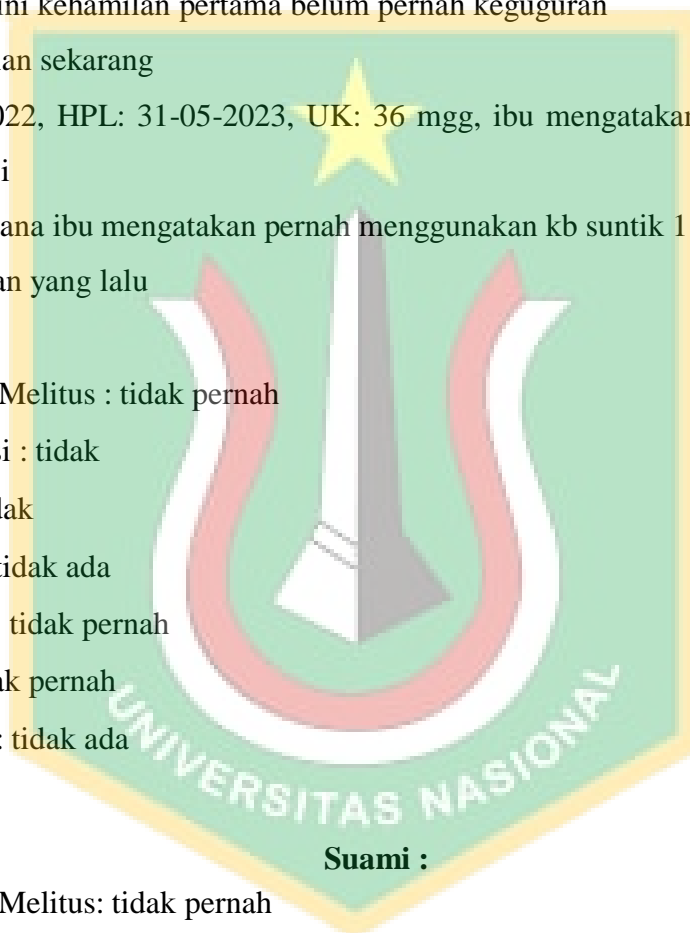 ini kehamilan pertama belum pernah keguguran
an sekarang
022, HPL: 31-05-2023, UK: 36 mgg, ibu mengatakan
i
ana ibu mengatakan pernah menggunakan kb suntik 1
an yang lalu
Melitus : tidak pernah
si : tidak
dak
tidak ada
: tidak pernah
ak pernah
: tidak ada
UNIVERSITAS NASIONAL
Suami :
Melitus: tidak pernah